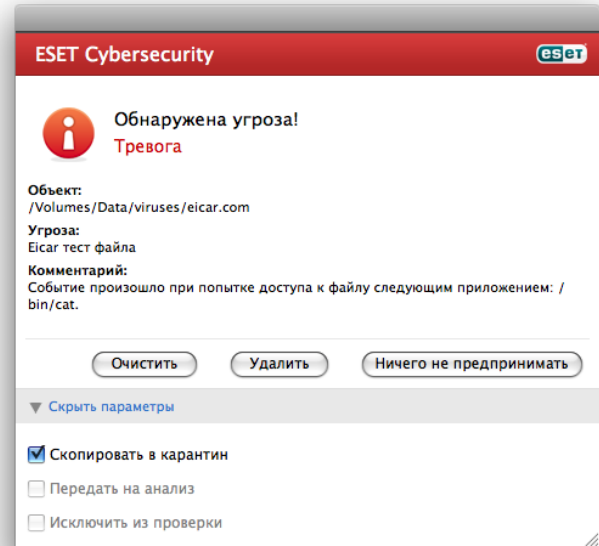 ESET Cybersecurity
eseт
Обнаружена угроза!
Тревога
Объект:
/Volumes/Data/viruses/eicar.com
Угроза:
Eicar тест файла
Комментарий:
Событие произошло при попытке доступа к файлу следующим приложением: /
bin/cat.
Очистить Удалить Ничего не предпринимать
Скрыть параметры
Скопировать в карантин
Передать на анализ
Исключить из проверки